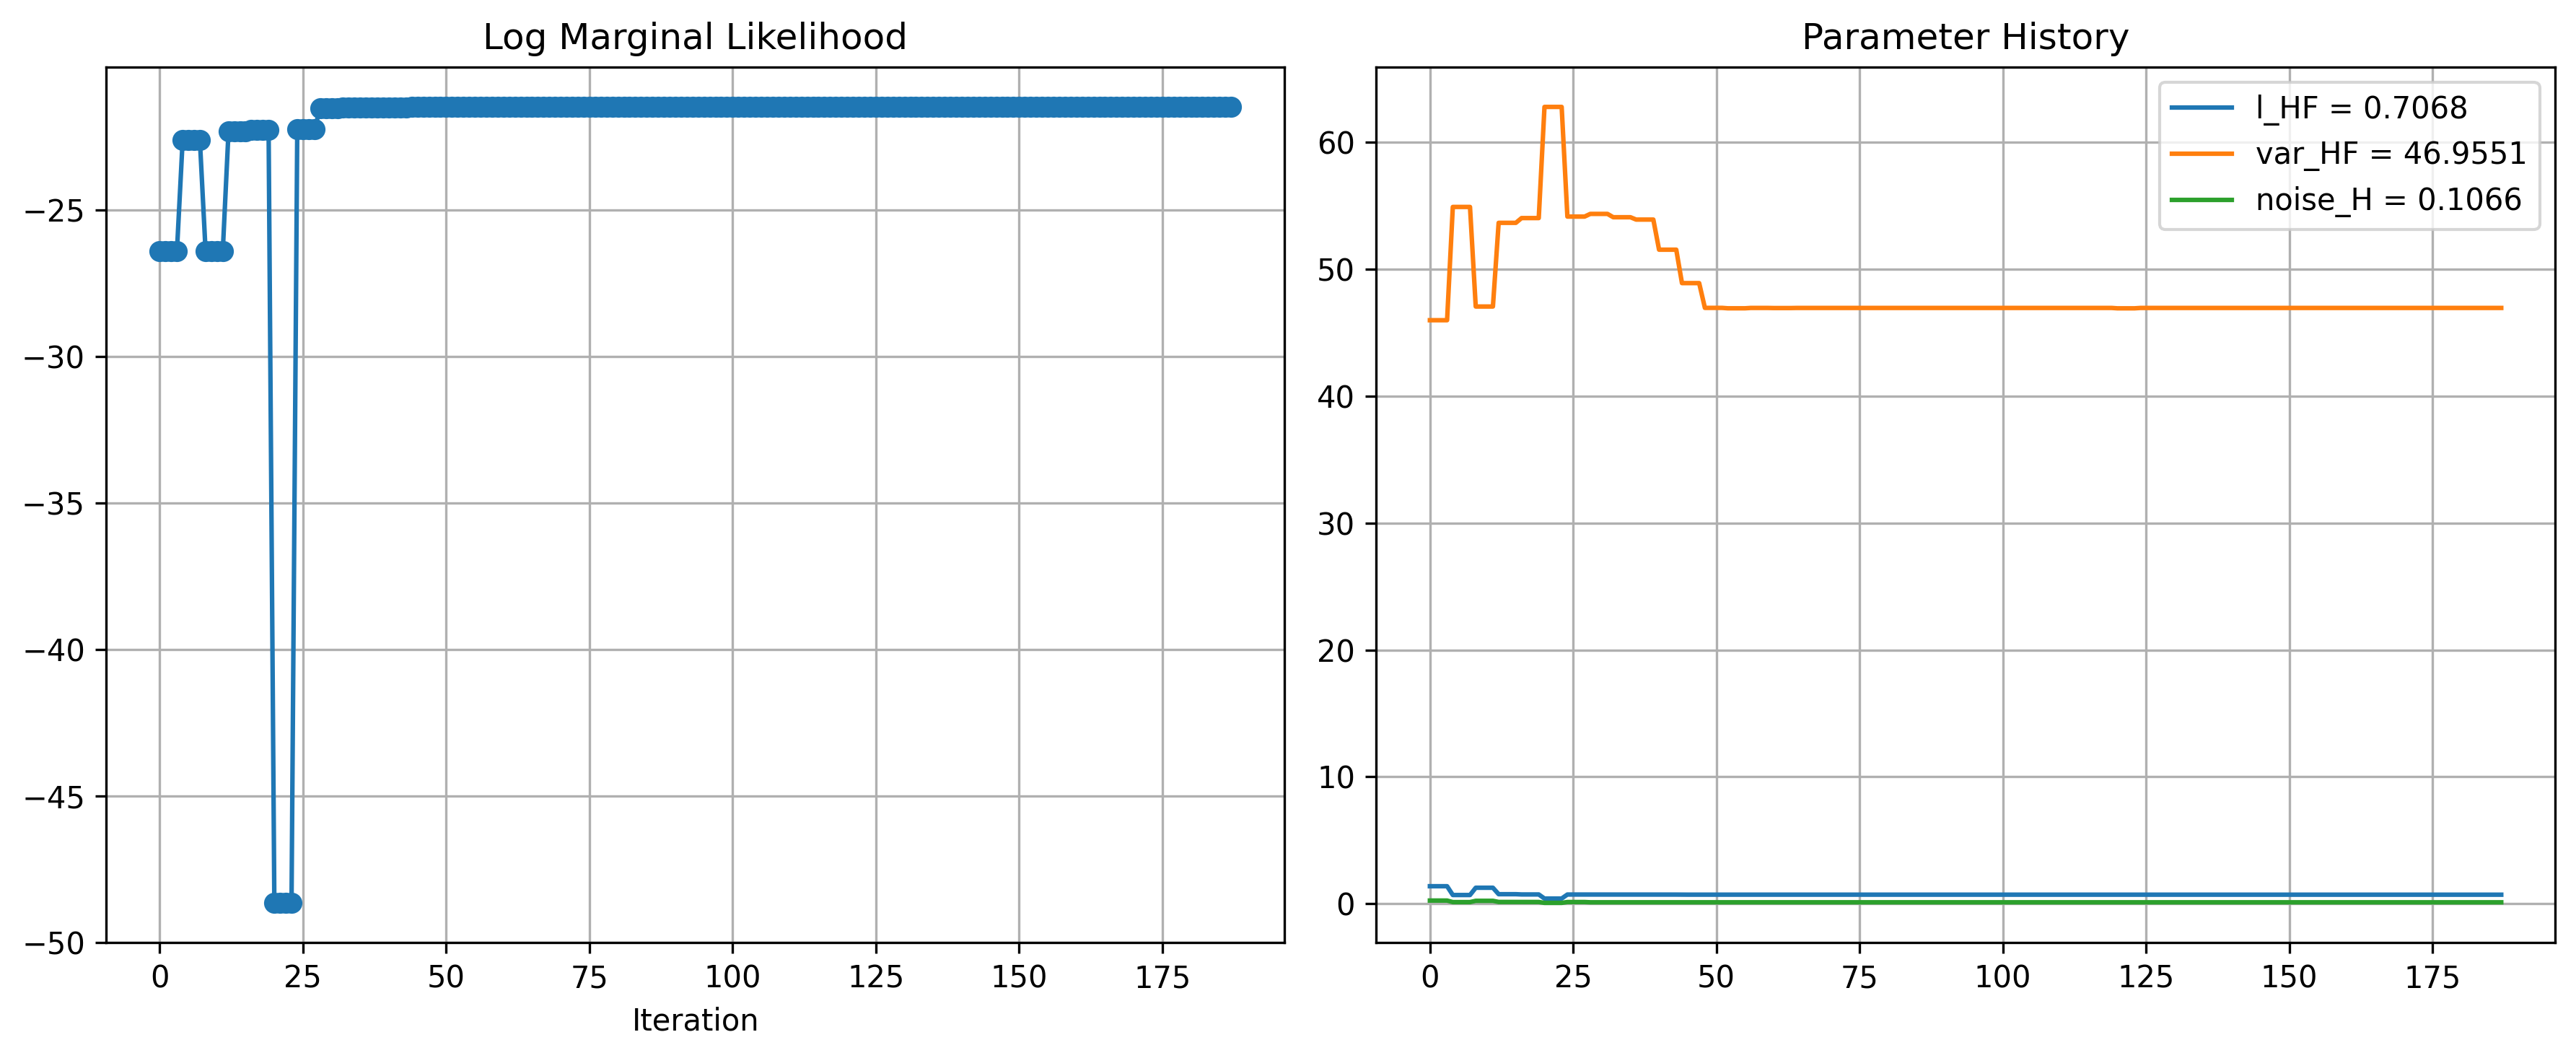 Log Marginal Likelihood
−25
−30
−35
−40
−45
−50
0 25 50 75 100 125 150 175
Iteration
Parameter History
l_HF = 0.7068
var_HF = 46.9551
noise_H = 0.1066
60
50
40
30
20
10
0
0 25 50 75 100 125 150 175